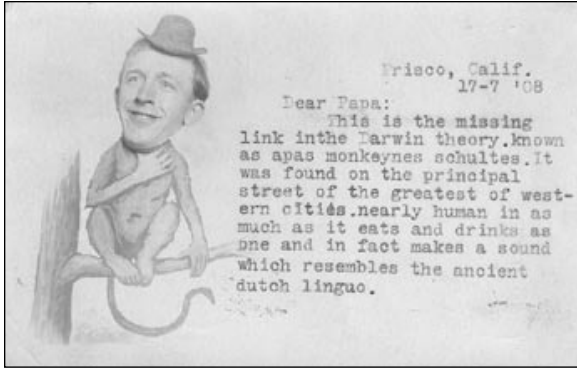 Frisco, Calif.
17-7 '08
Dear Papa:
This is the missing
link inthe Darwin theory.known
as apas monkeynes schultes.It
was found on the principal
street of the greatest of west-
ern cities.nearly human in as
much as it eats and drinks as
one and in fact makes a sound
which resembles the ancient
dutch linguo.